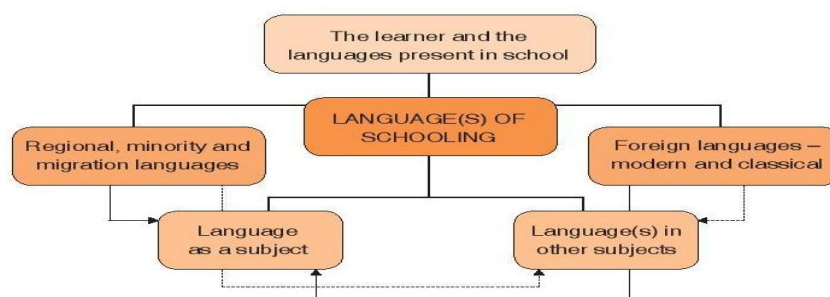 The learner and the
languages present in school
LANGUAGE(S) OF
SCHOOLING
Regional, minority and
migration languages
Foreign languages –
modern and classical
Language
as a subject
Language(s) in
other subjects